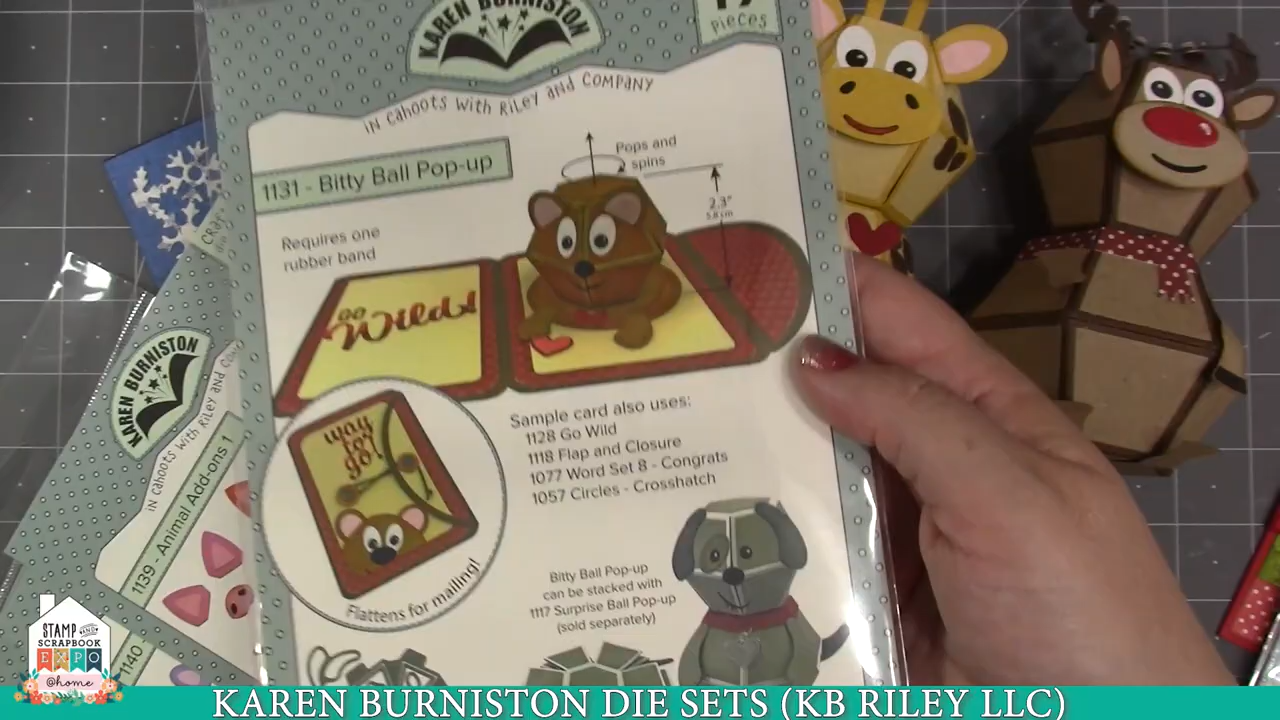 KAREN BURNISTON
PIECES
IN CAHOOTS WITH RILEY AND COMPANY
1131 - Bitty Ball Pop-up
Pops and
spins
2.3"
5.8 cm
Requires one
rubber band
GO
Wild!
way
to
go!
Flattens for mailing!
Sample card also uses:
1128 Go Wild
1118 Flap and Closure
1077 Word Set 8 - Congrats
1057 Circles - Crosshatch
Bitty Ball Pop-up
can be stacked with
1117 Surprise Ball Pop-up
(sold separately)
KAREN BURNISTON
IN CAHOOTS WITH RILEY AND
1139 - Animal Add-ons 1
1140
STAMP AND
SCRAPBOOK
EXPO
@home
KAREN BURNISTON DIE SETS (KB RILEY LLC)